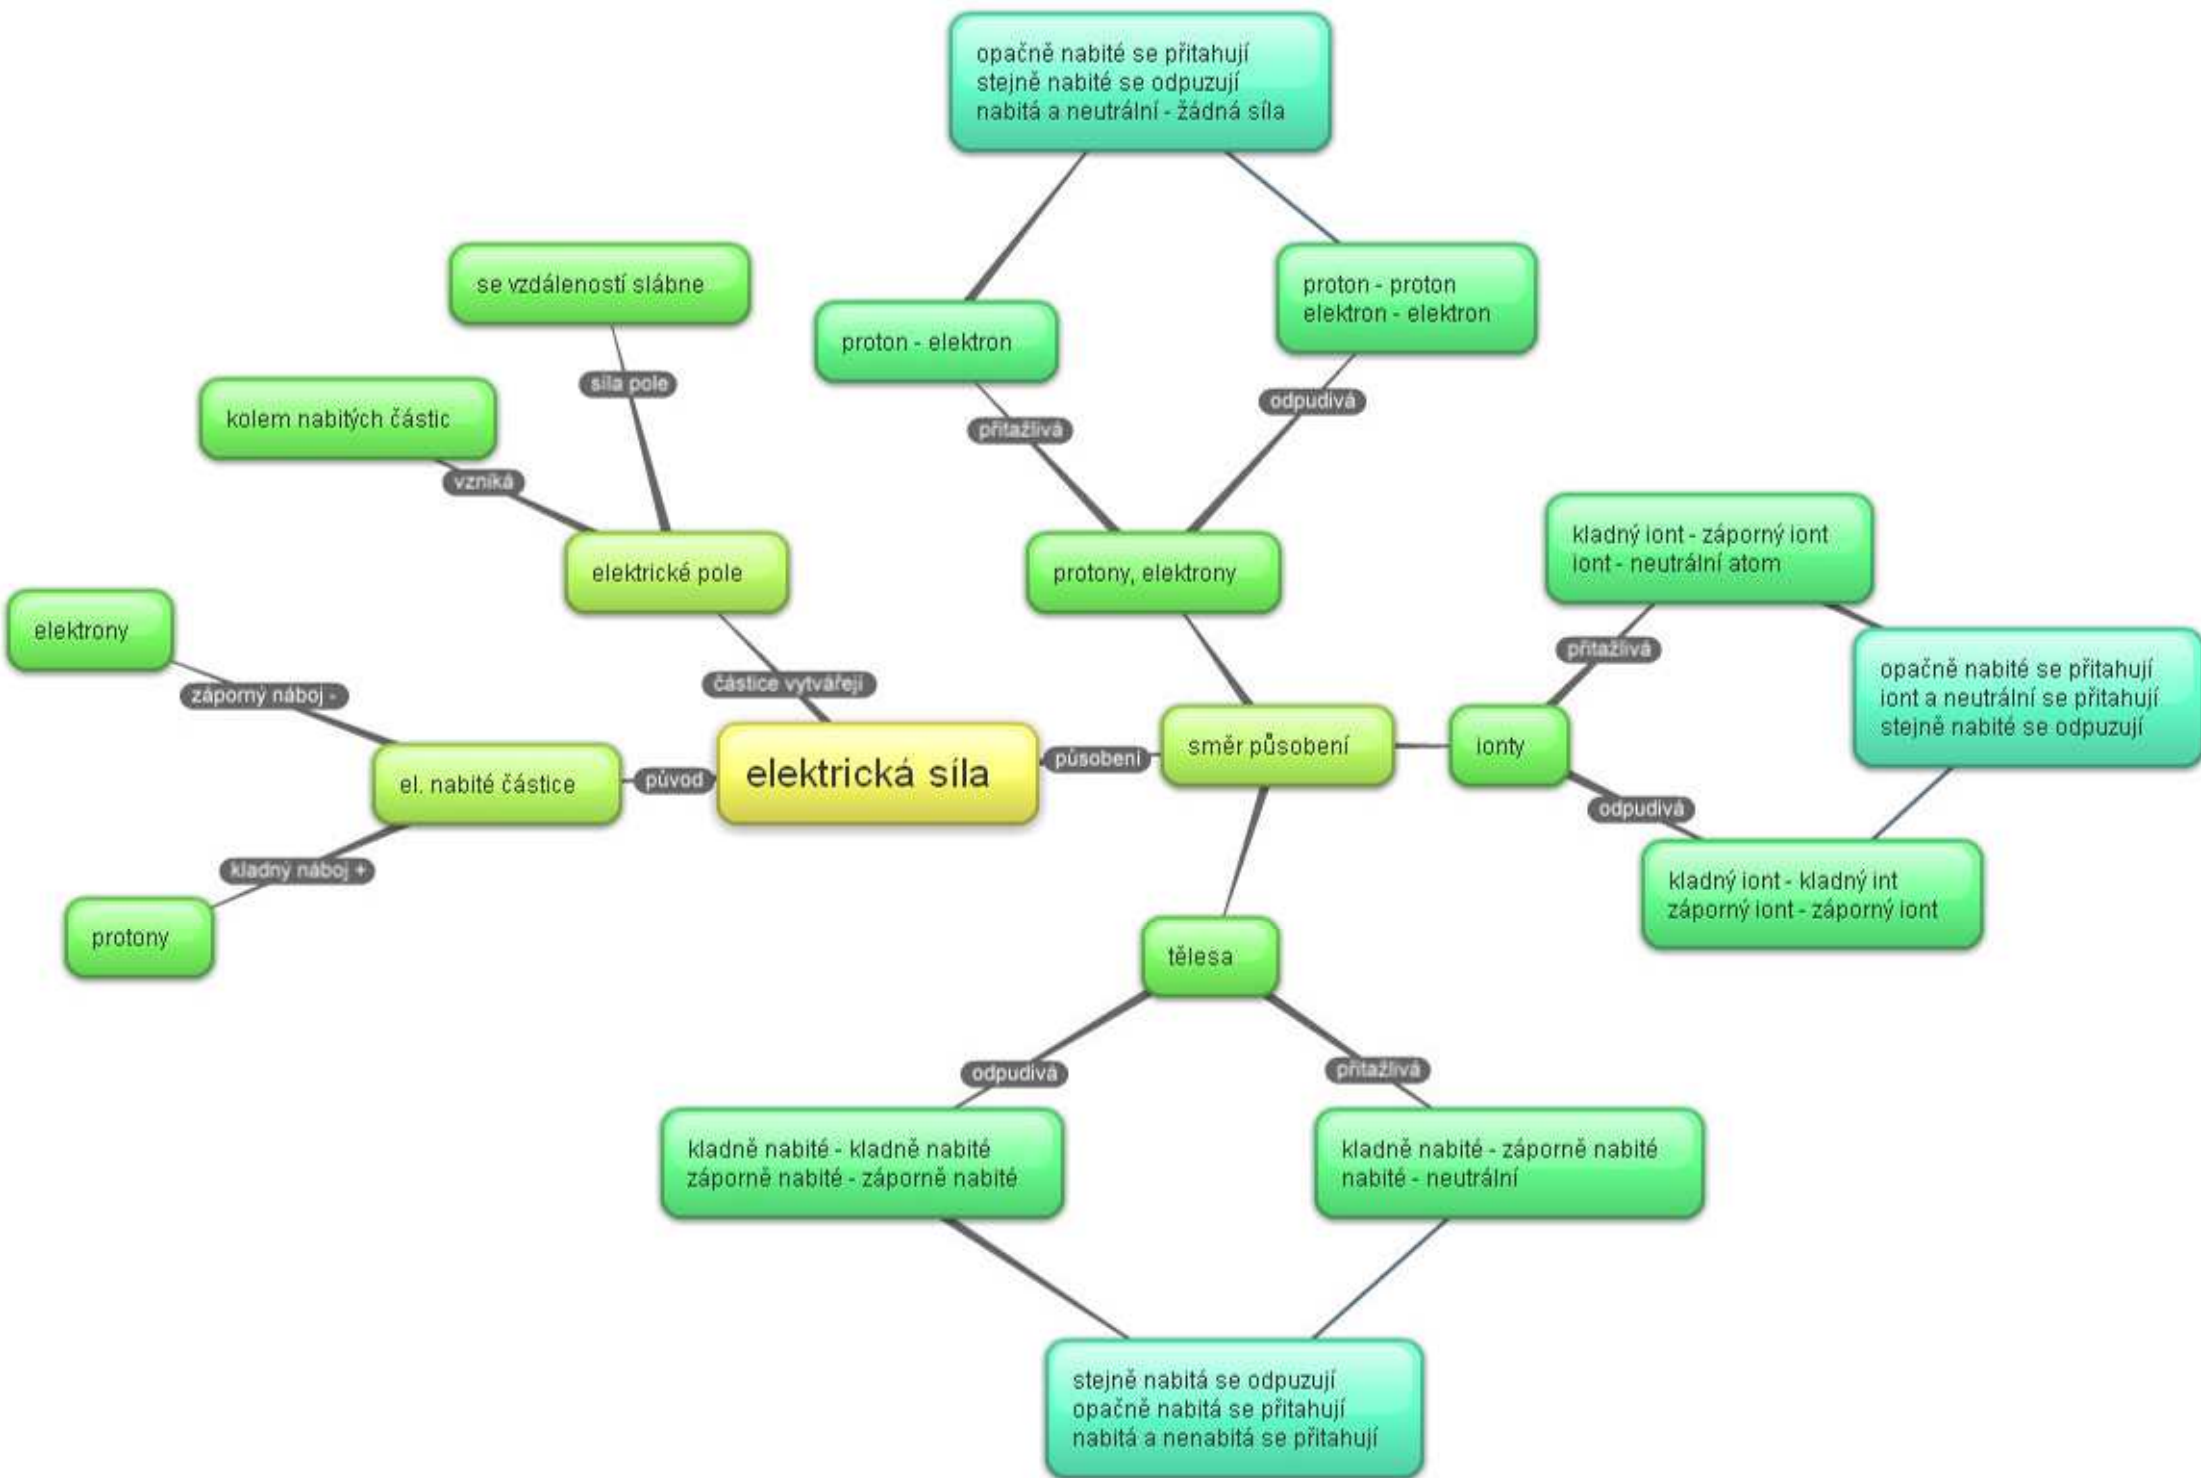 opačně nabité se přitahují
stejně nabité se odpuzují
nabitá a neutrální - žádná síla
se vzdáleností slábne
proton - elektron
proton - proton
elektron - elektron
síla pole
kolem nabitých částic
přitažlivá
odpudivá
vzniká
elektrické pole
protony, elektrony
kladný iont - záporný iont
iont - neutrální atom
elektrony
záporný náboj -
částice vytvářejí
přitažlivá
opačně nabité se přitahují
iont a neutrální se přitahují
stejně nabité se odpuzují
el. nabité částice
původ
elektrická síla
působení
směr působení
ionty
odpudivá
kladný náboj +
protony
kladný iont - kladný int
záporný iont - záporný iont
tělesa
odpudivá
přitažlivá
kladně nabité - kladně nabité
záporně nabité - záporně nabité
kladně nabité - záporně nabité
nabité - neutrální
stejně nabitá se odpuzují
opačně nabitá se přitahují
nabitá a nenabitá se přitahují